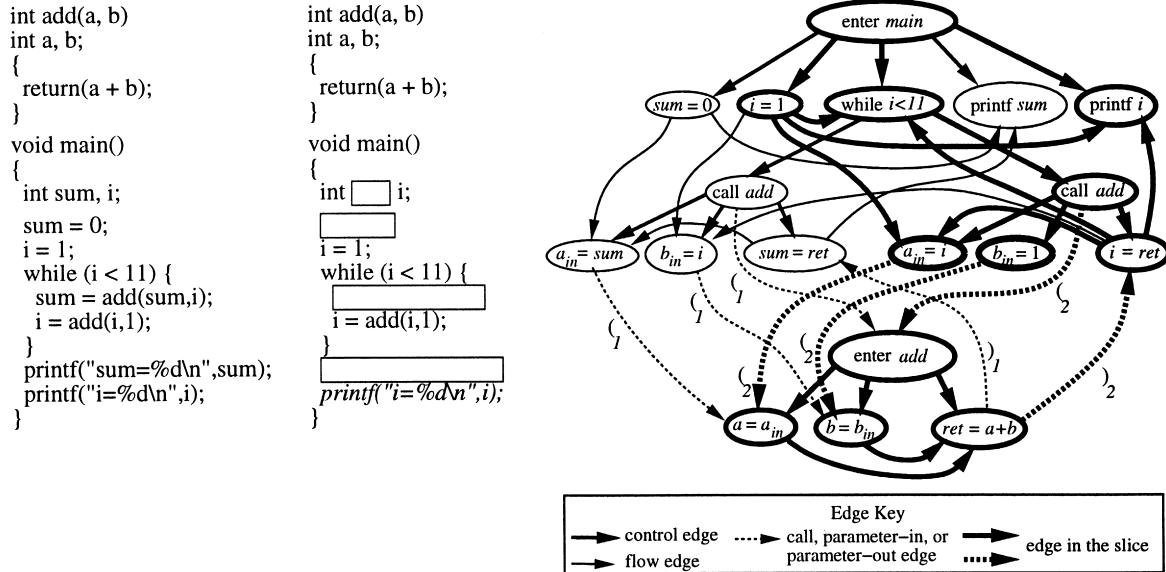 int add(a, b)
int a, b;
{
return(a + b);
}
void main()
{
int sum, i;
sum = 0;
i = 1;
while (i < 11) {
sum = add(sum,i);
i = add(i,1);
}
printf("sum=%d\n",sum);
printf("i=%d\n",i);
}
int add(a, b)
int a, b;
{
return(a + b);
}
void main()
{
int i;
i = 1;
while (i < 11) {
i = add(i,1);
}
printf("i=%d\n",i);
}
enter main
sum = 0
i = 1
while i<11
printf sum
printf i
call add
call add
a_in = sum
b_in = i
sum = ret
a_in = i
b_in = 1
i = ret
(1
(1
(1
(2
(2
(2
)1
)2
enter add
a = a_in
b = b_in
ret = a+b
Edge Key
control edge
flow edge
call, parameter-in, or
parameter-out edge
edge in the slice